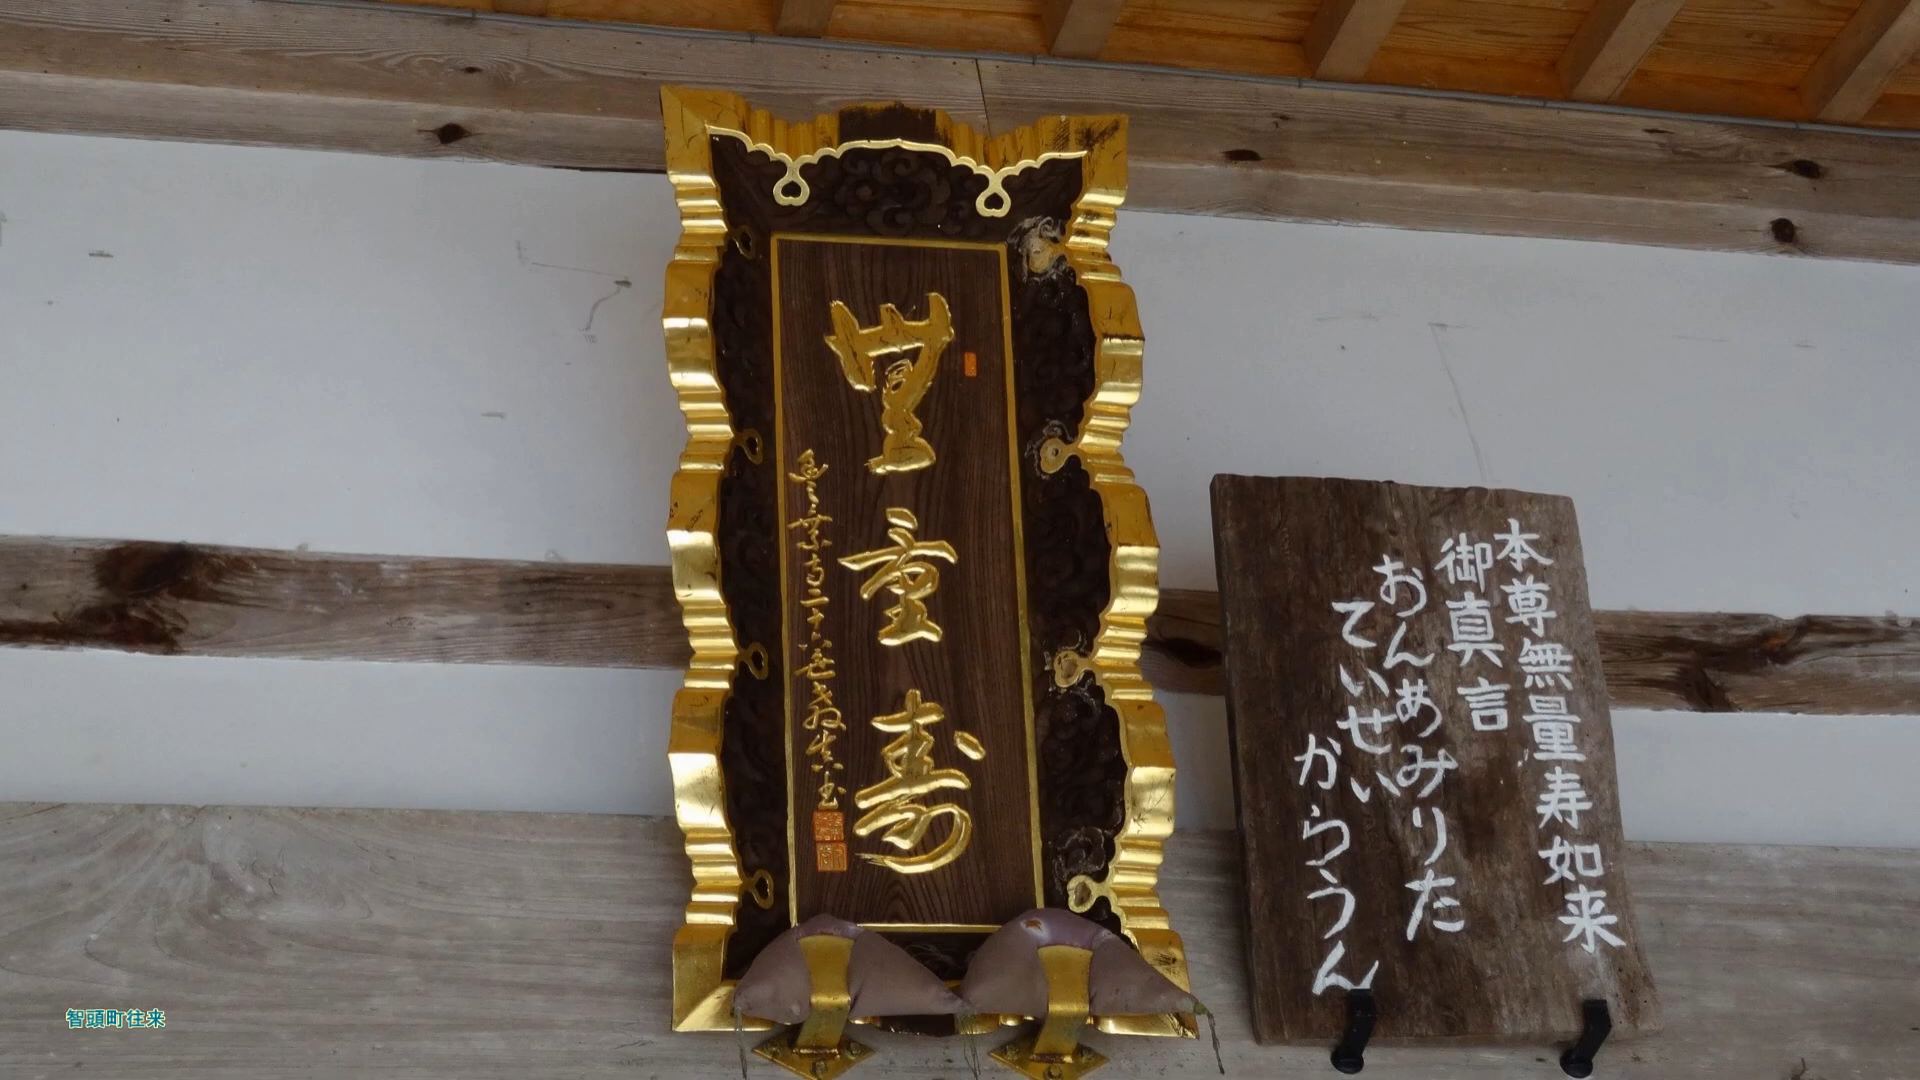 本尊無量寿如来
御真言
おんあみりた
ていせい
からうん
無量寿
智頭町往来